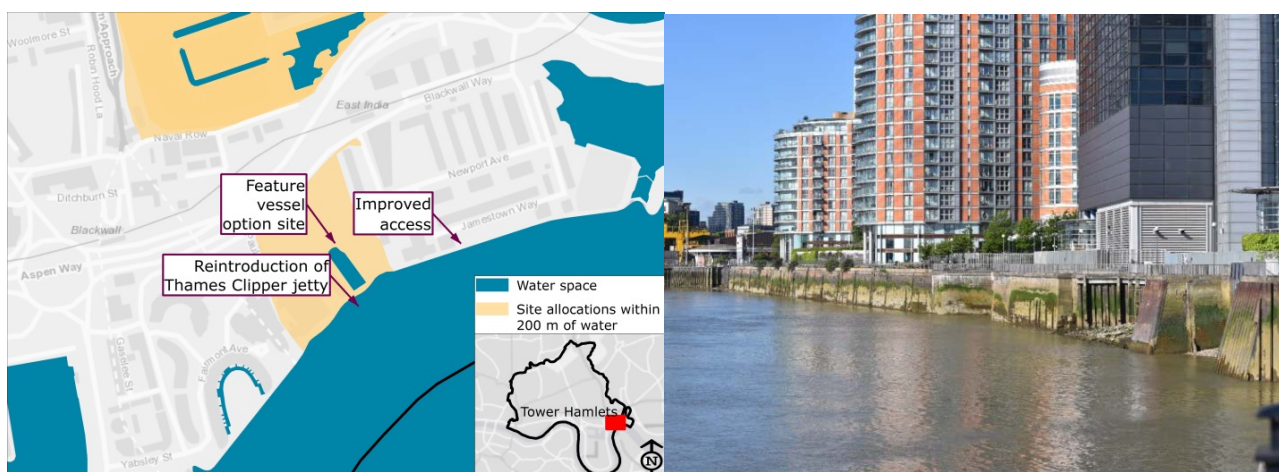 Woolmore St
Approach
Robin Hood La
Naval Row
East India
Blackwall Way
Newport Ave
Jamestown Way
Ditchburn St
Blackwall
Aspen Way
Feature
vessel
option site
Improved
access
Reintroduction of
Thames Clipper jetty
Gaselee St
Fairmont Ave
Yabsley St
Water space
Site allocations within
200 m of water
Tower Hamlets
N